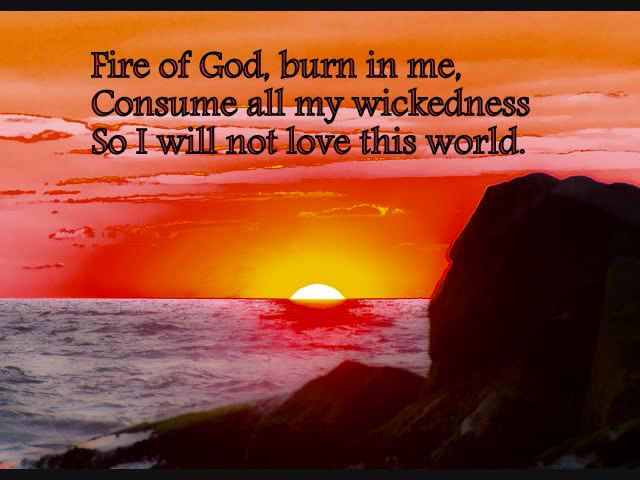 Fire of God, burn in me,
Consume all my wickedness
So I will not love this world.